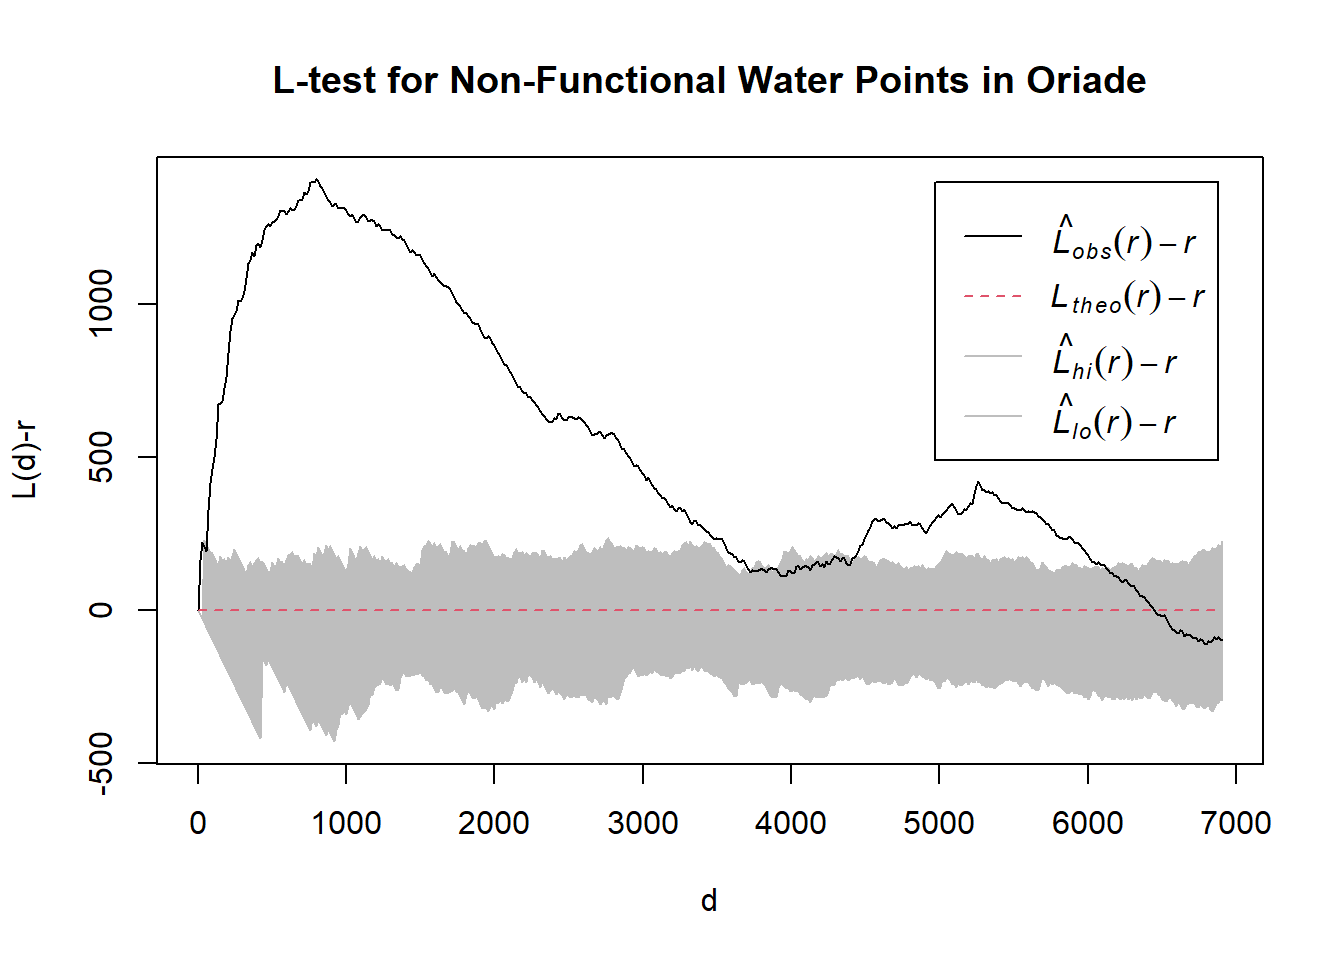 L-test for Non-Functional Water Points in Oriade
L̂obs(r) − r
Ltheo(r) − r
L̂hi(r) − r
L̂lo(r) − r
L(d)-r
1000
500
0
-500
0 1000 2000 3000 4000 5000 6000 7000
d